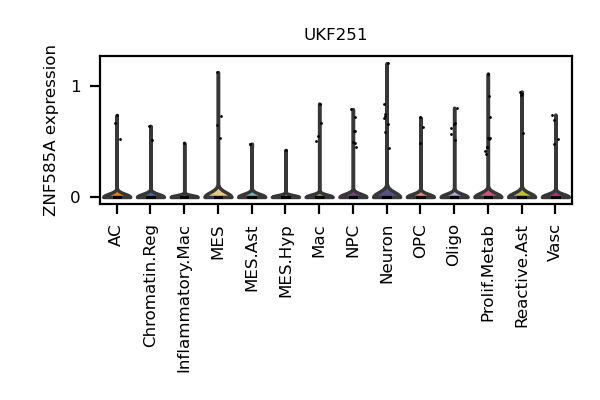 UKF251
ZNF585A expression
1
0
AC
Chromatin.Reg
Inflammatory.Mac
MES
MES.Ast
MES.Hyp
Mac
NPC
Neuron
OPC
Oligo
Prolif.Metab
Reactive.Ast
Vasc